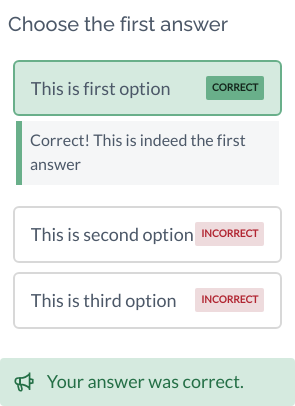 Choose the first answer
This is first option CORRECT
Correct! This is indeed the first
answer
This is second option INCORRECT
This is third option INCORRECT
Your answer was correct.